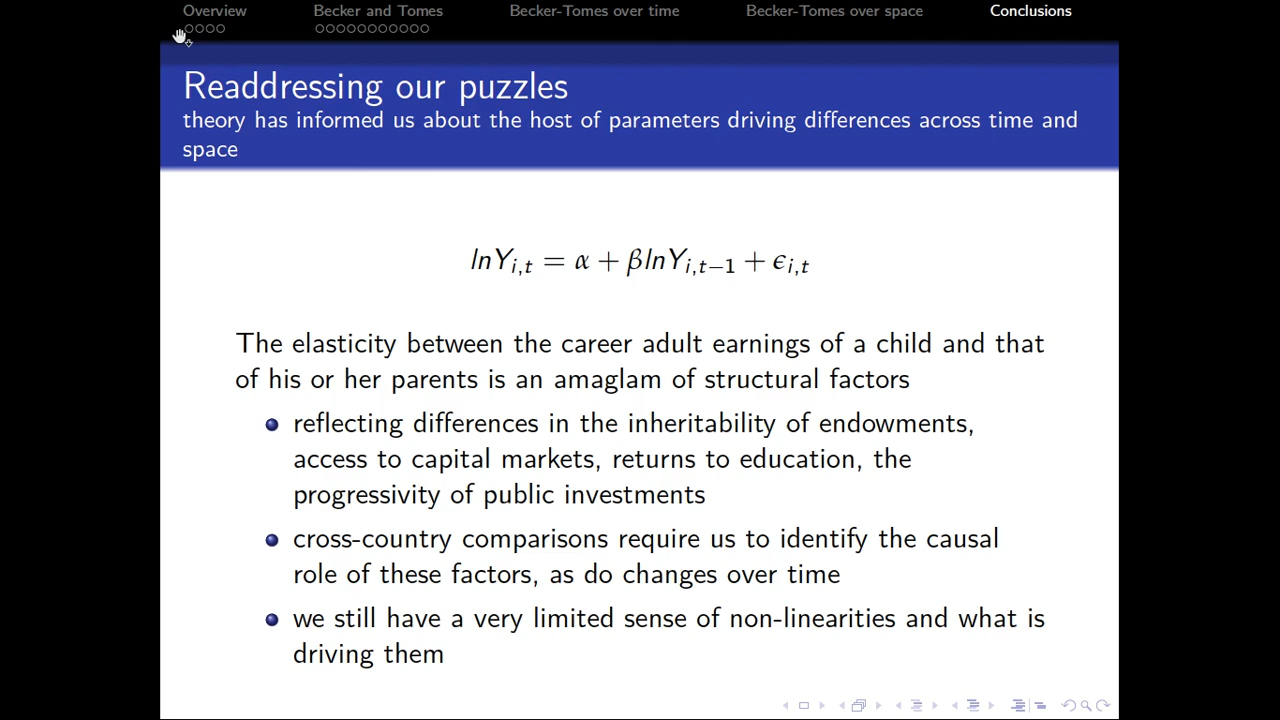 Overview Becker and Tomes Becker-Tomes over time Becker-Tomes over space Conclusions
Readdressing our puzzles
theory has informed us about the host of parameters driving differences across time and
space
lnY_{i,t} = α + βlnY_{i,t−1} + ϵ_{i,t}
The elasticity between the career adult earnings of a child and that
of his or her parents is an amaglam of structural factors
reflecting differences in the inheritability of endowments,
access to capital markets, returns to education, the
progressivity of public investments
cross-country comparisons require us to identify the causal
role of these factors, as do changes over time
we still have a very limited sense of non-linearities and what is
driving them